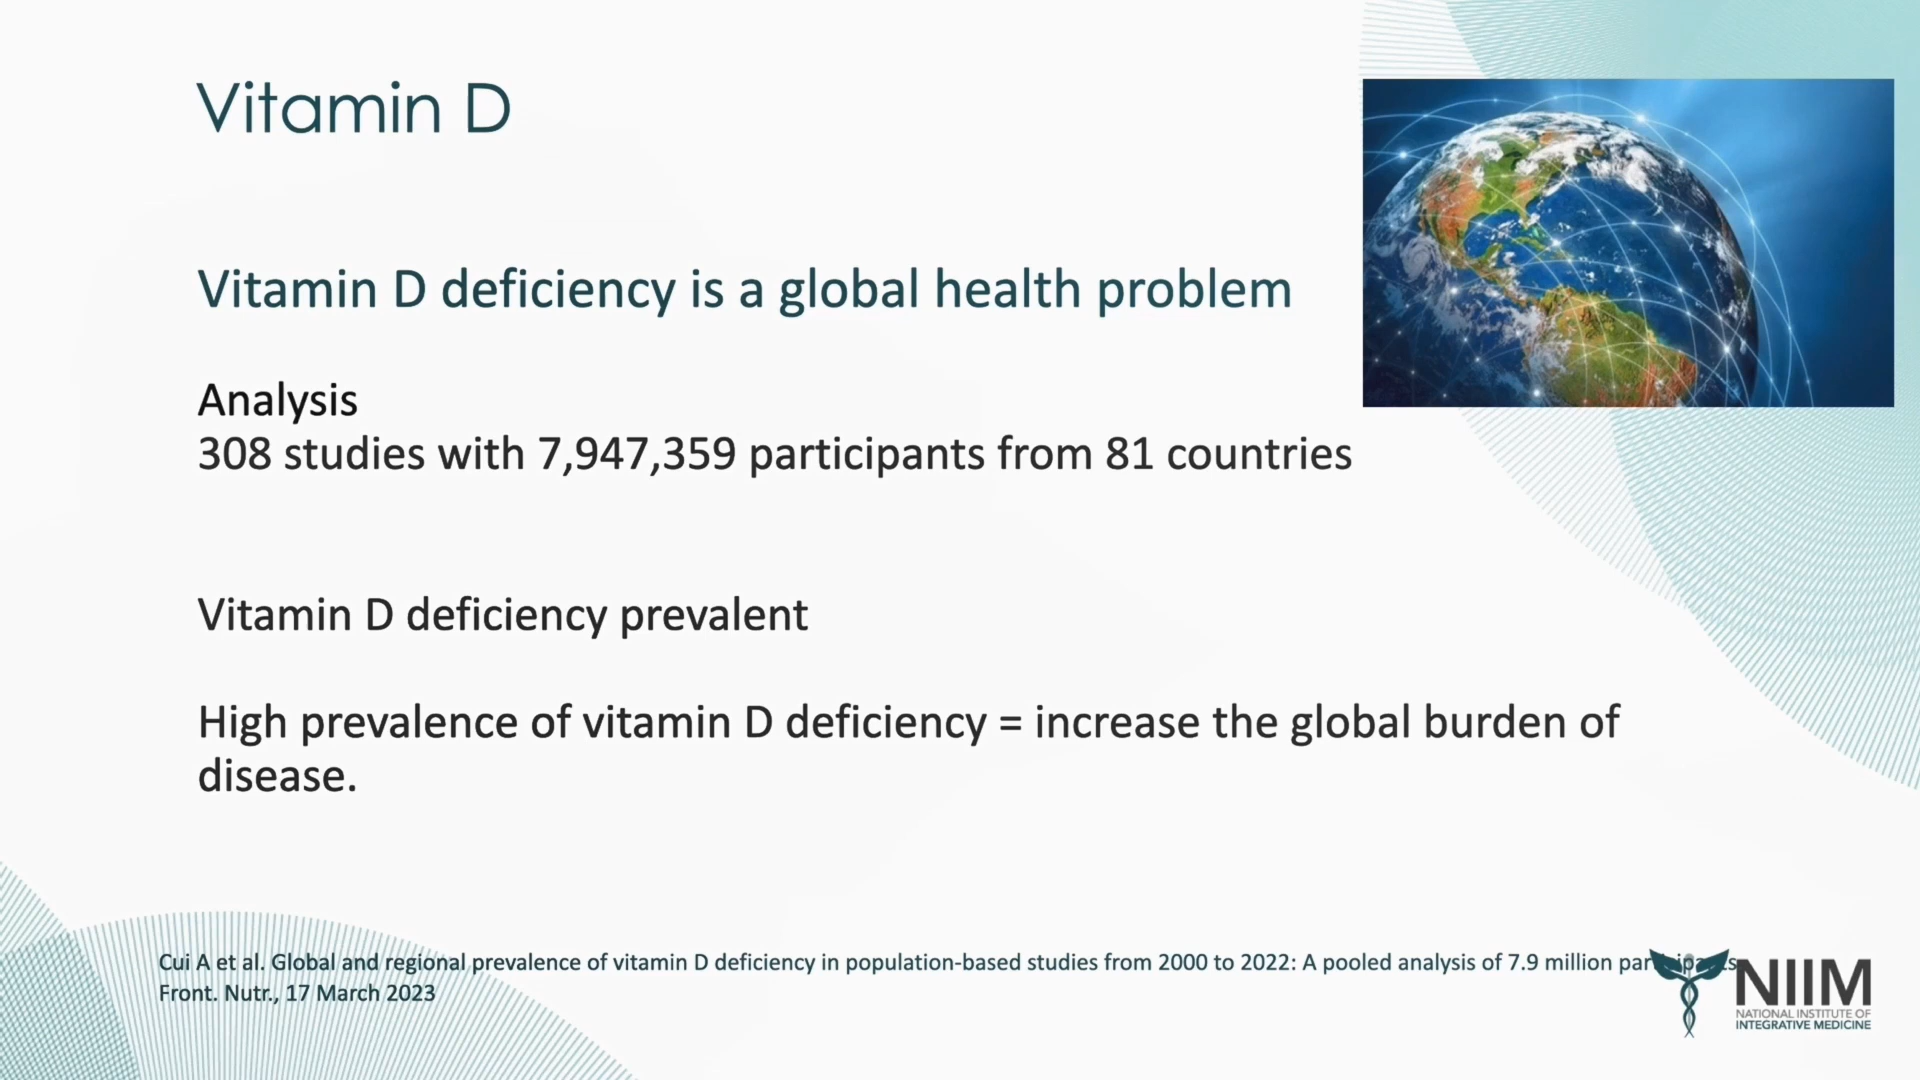 Vitamin D
Vitamin D deficiency is a global health problem
Analysis
308 studies with 7,947,359 participants from 81 countries
Vitamin D deficiency prevalent
High prevalence of vitamin D deficiency = increase the global burden of
disease.
Cui A et al. Global and regional prevalence of vitamin D deficiency in population-based studies from 2000 to 2022: A pooled analysis of 7.9 million participants
Front. Nutr., 17 March 2023
NIIM
NATIONAL INSTITUTE OF
INTEGRATIVE MEDICINE